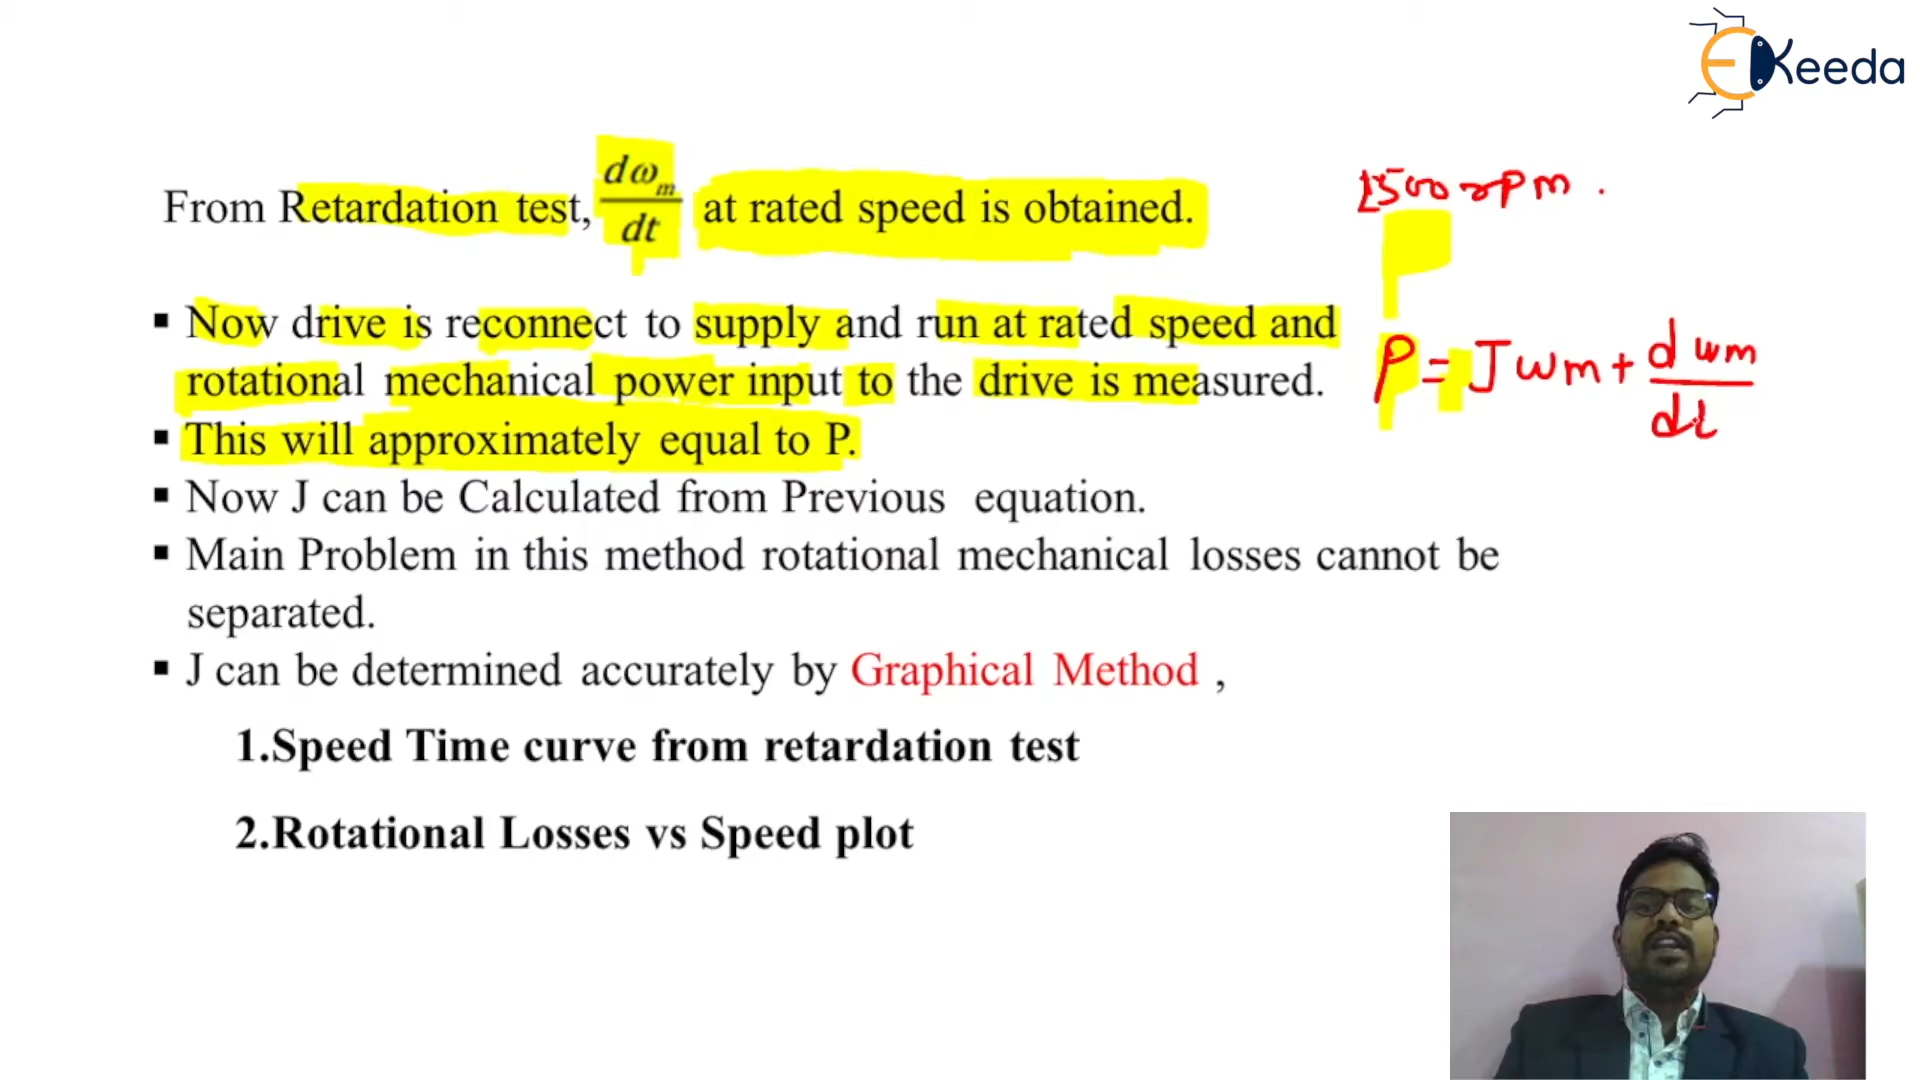 EKeeda
From Retardation test, dω_m/dt at rated speed is obtained.
1500 rpm.
▪ Now drive is reconnect to supply and run at rated speed and
rotational mechanical power input to the drive is measured.
P = J ωm + d ωm / dt
▪ This will approximately equal to P.
▪ Now J can be Calculated from Previous equation.
▪ Main Problem in this method rotational mechanical losses cannot be
separated.
▪ J can be determined accurately by Graphical Method ,
1.Speed Time curve from retardation test
2.Rotational Losses vs Speed plot